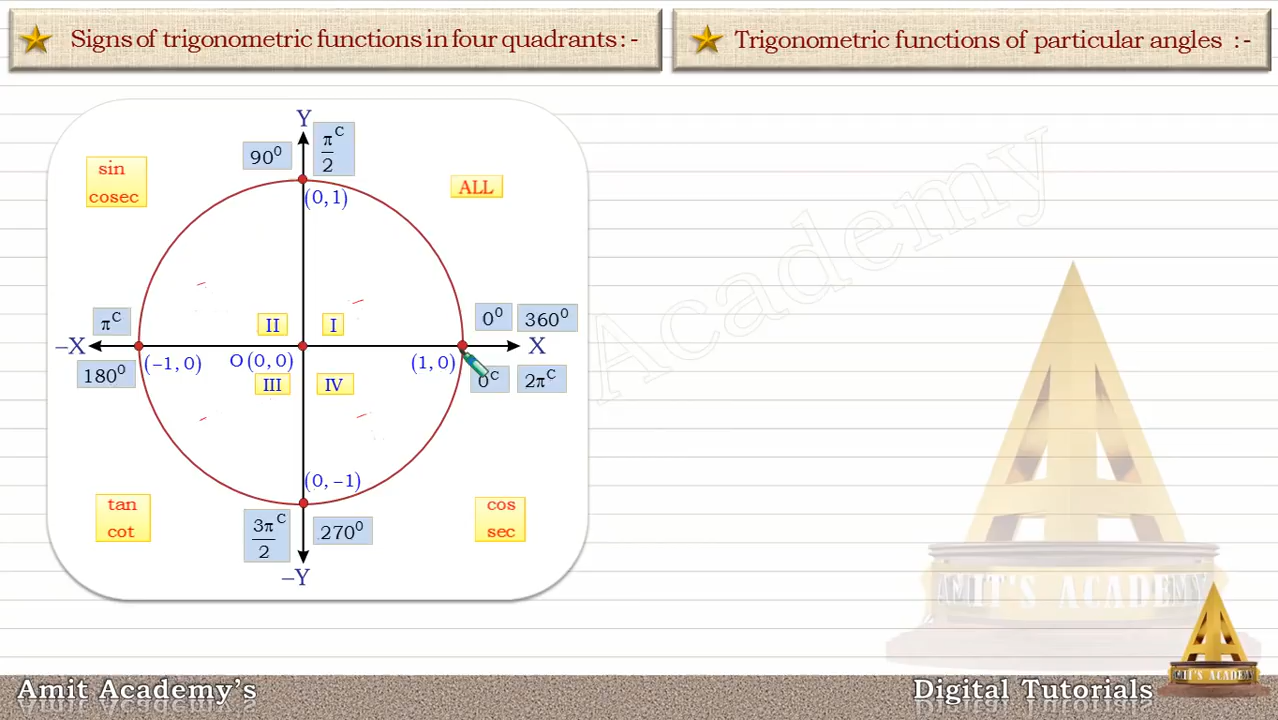 Signs of trigonometric functions in four quadrants : -
Trigonometric functions of particular angles : -
Y
90⁰
π^C/2
sin
cosec
ALL
(0, 1)
π^C
II
I
0⁰
360⁰
–X
X
180⁰
(–1, 0)
O (0, 0)
(1, 0)
0^C
2π^C
III
IV
(0, –1)
tan
cot
cos
sec
3π^C/2
270⁰
–Y
Academy
AMIT'S ACADEMY
Amit Academy's
Digital Tutorials
AMIT'S ACADEMY